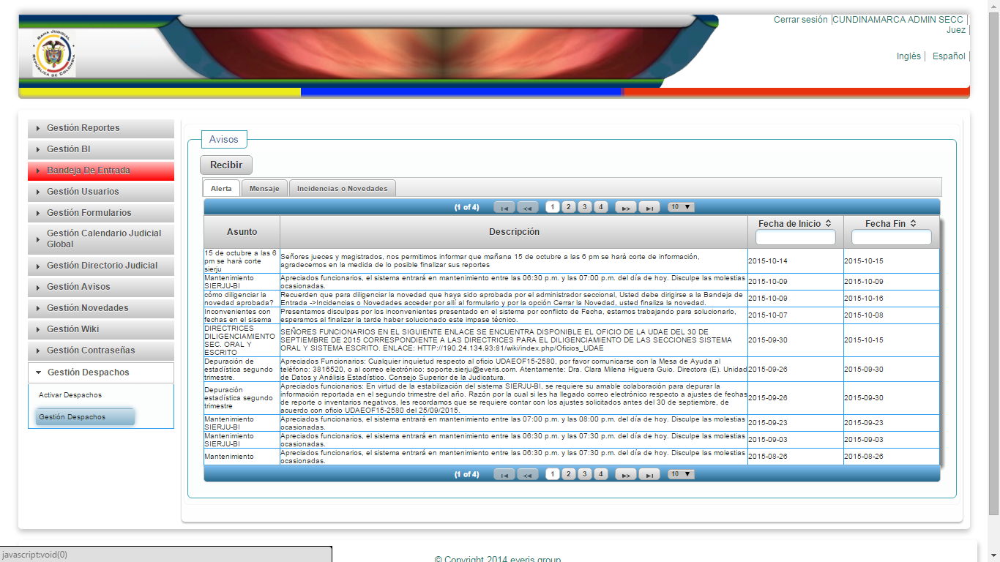 Cerrar sesión |CUNDINAMARCA ADMIN SECC |
Juez |
Inglés | Español |
RAMA JUDICIAL
REPÚBLICA DE COLOMBIA
Gestión Reportes
Gestión BI
Bandeja De Entrada
Gestión Usuarios
Gestión Formularios
Gestión Calendario Judicial
Global
Gestión Directorio Judicial
Gestión Avisos
Gestión Novedades
Gestión Wiki
Gestión Contraseñas
Gestión Despachos
Activar Despachos
Gestión Despachos
Avisos
Recibir
Alerta Mensaje Incidencias o Novedades
(1 of 4) 1 2 3 4 10
Asunto Descripción Fecha de Inicio Fecha Fin
15 de octubre a las 6
pm se harà corte
sierju
Señores jueces y magistrados, nos permitimos informar que mañana 15 de octubre a las 6 pm se harà corte de información,
agradecemos en la medida de lo posible finalizar sus reportes
2015-10-14 2015-10-15
Mantenimiento
SIERJU-BI
Apreciados funcionarios, el sistema entrará en mantenimiento entre las 06:30 p.m. y las 07:00 p.m. del día de hoy. Disculpe las molestias
ocasionadas.
2015-10-09 2015-10-09
cómo diligenciar la
novedad aprobada?
Recuerden que para diligenciar la novedad que haya sido aprobada por el administrador seccional, Usted debe dirigirse a la Bandeja de
Entrada ->Incidencias o Novedades acceder por allí al formulario y por la opción Cerrar la Novedad, usted finaliza la novedad.
2015-10-09 2015-10-16
Inconvenientes con
fechas en el sisema
Presentamos disculpas por los inconvenientes presentado en el sistema por conflicto de Fecha, estamos trabajando para solucionarlo,
esperamos al finalizar la tarde haber solucionado este impase técnico.
2015-10-07 2015-10-08
DIRECTRICES
DILIGENCIAMIENTO
SEC. ORAL Y
ESCRITO
SEÑORES FUNCIONARIOS EN EL SIGUIENTE ENLACE SE ENCUENTRA DISPONIBLE EL OFICIO DE LA UDAE DEL 30 DE
SEPTIEMBRE DE 2015 CORRESPONDIENTE A LAS DIRECTRICES PARA EL DILIGENCIAMIENTO DE LAS SECCIONES SISTEMA
ORAL Y SISTEMA ESCRITO. ENLACE: HTTP://190.24.134.93:81/wiki/index.php/Oficios_UDAE
2015-09-30 2015-10-15
Depuración de
estadística segundo
trimestre.
Apreciados Funcionarios: Cualquier inquietud respecto al oficio UDAEOF15-2580, por favor comunicarse con la Mesa de Ayuda al
teléfono: 3816520, o al correo electrónico: soporte.sierju@everis.com. Atentamente: Dra. Clara Milena Higuera Guio. Directora (E). Unidad
de Datos y Análisis Estadístico. Consejo Superior de la Judicatura.
2015-09-26 2015-09-30
Depuración
estadística segundo
trimestre
Apreciados funcionarios: En virtud de la estabilización del sistema SIERJU-BI, se requiere su amable colaboración para depurar la
información reportada en el segundo trimestre del año. Razón por la cual si les ha llegado correo electrónico respecto a ajustes de fechas
de reporte o inventarios negativos, les recordamos que se requiere contar con los ajustes solicitados antes del 30 de septiembre, de
acuerdo con oficio UDAEOF15-2580 del 25/09/2015.
2015-09-26 2015-09-30
Mantenimiento
SIERJU-BI
Apreciados funcionarios, el sistema entrará en mantenimiento entre las 07:00 p.m. y las 08:00 p.m. del día de hoy. Disculpe las molestias
ocasionadas.
2015-09-23 2015-09-23
Mantenimiento
SIERJU-BI
Apreciados funcionarios, el sistema entrará en mantenimiento entre las 06:30 p.m. y las 07:30 p.m. del día de hoy. Disculpe las molestias
ocasionadas.
2015-09-03 2015-09-03
Mantenimiento
Apreciados funcionarios, el sistema entrará en mantenimiento entre las 06:30 p.m. y las 07:30 p.m. del día de hoy. Disculpe las molestias
ocasionadas.
2015-08-26 2015-08-26
(1 of 4) 1 2 3 4 10
javascript:void(0)
© Copyright 2014 everis group